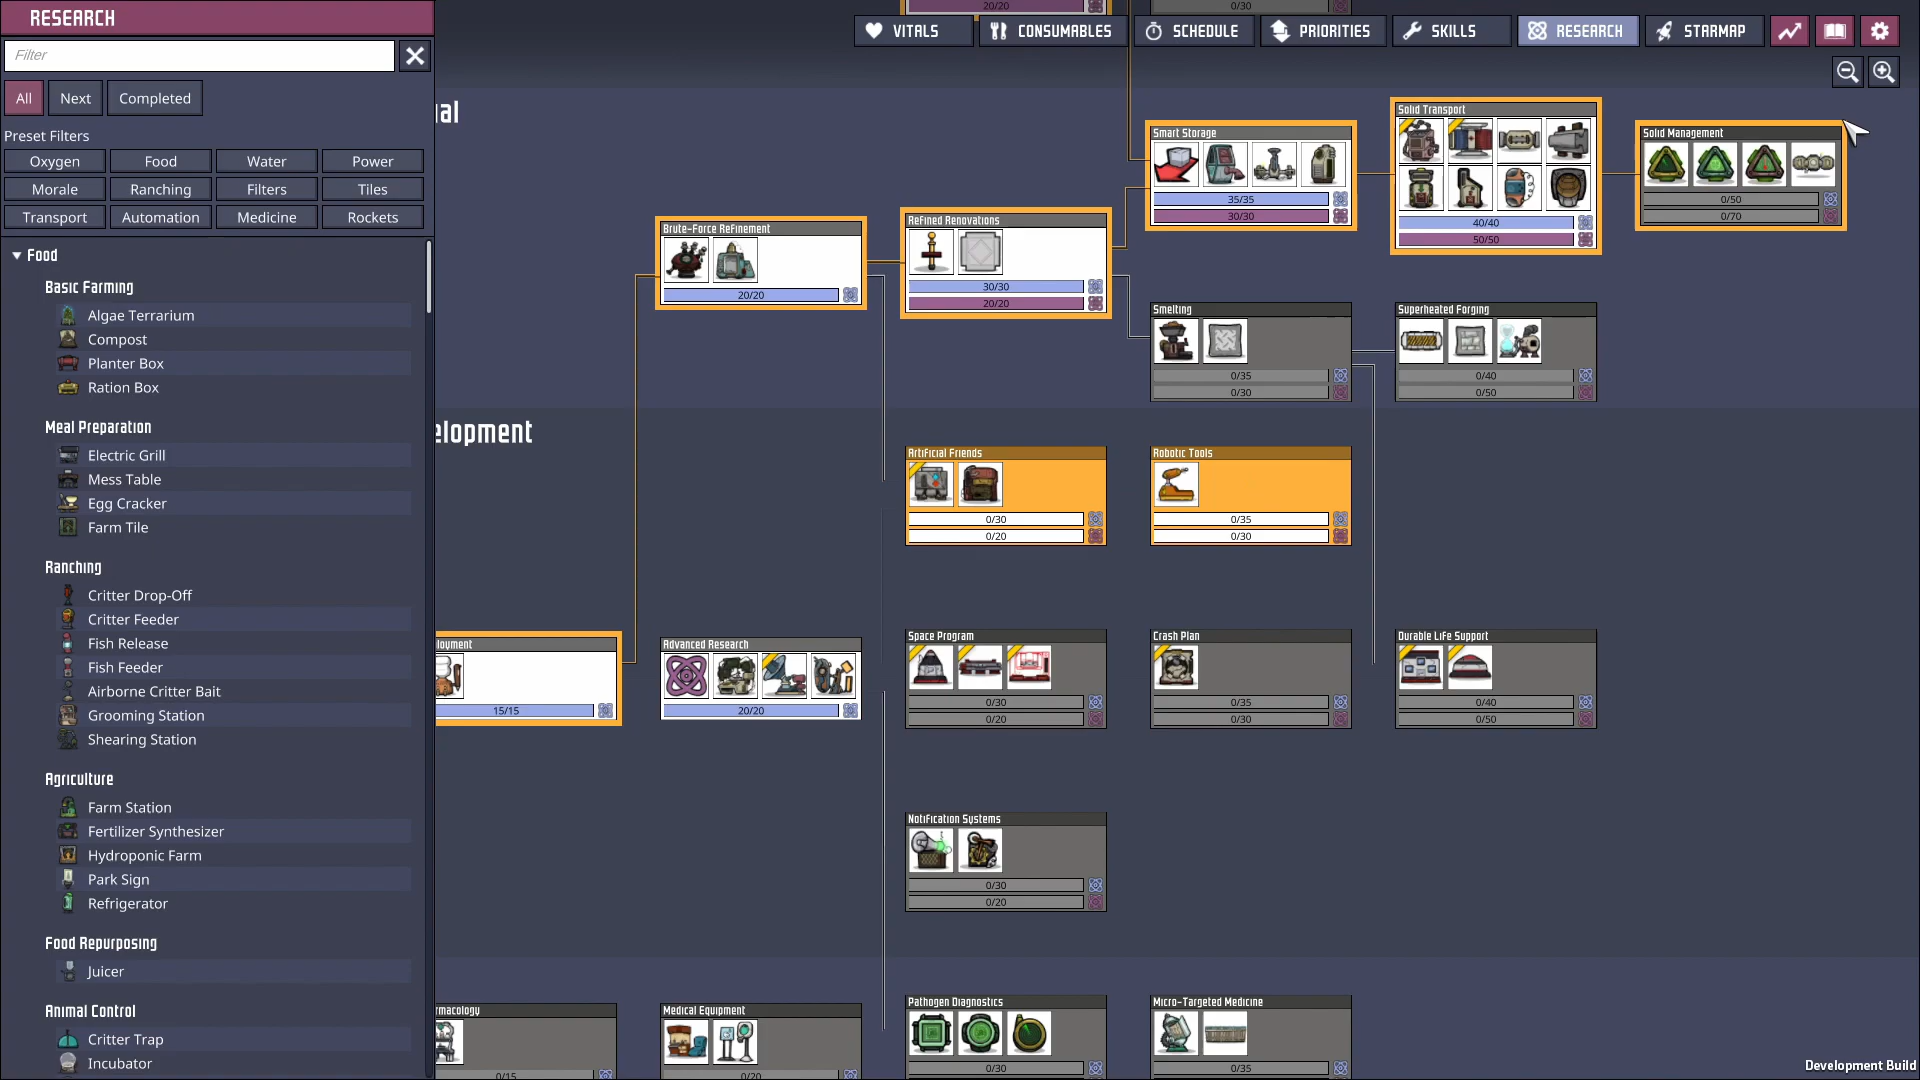 RESEARCH
Filter
All
Next
Completed
Preset Filters
Oxygen
Food
Water
Power
Morale
Ranching
Filters
Tiles
Transport
Automation
Medicine
Rockets
Food
Basic Farming
Algae Terrarium
Compost
Planter Box
Ration Box
Meal Preparation
Electric Grill
Mess Table
Egg Cracker
Farm Tile
Ranching
Critter Drop-Off
Critter Feeder
Fish Release
Fish Feeder
Airborne Critter Bait
Grooming Station
Shearing Station
Agriculture
Farm Station
Fertilizer Synthesizer
Hydroponic Farm
Park Sign
Refrigerator
Food Repurposing
Juicer
Animal Control
Critter Trap
Incubator
20/20
0/30
VITALS
CONSUMABLES
SCHEDULE
PRIORITIES
SKILLS
RESEARCH
STARMAP
al
Brute-Force Refinement
20/20
Refined Renovations
30/30
20/20
Smart Storage
35/35
30/30
Solid Transport
40/40
50/50
Solid Management
0/50
0/70
Smelting
0/35
0/30
Superheated Forging
0/40
0/50
elopment
Artificial Friends
0/30
0/20
Robotic Tools
0/35
0/30
loyment
15/15
Advanced Research
20/20
Space Program
0/30
0/20
Crash Plan
0/35
0/30
Durable Life Support
0/40
0/50
Notification Systems
0/30
0/20
macology
0/15
Medical Equipment
0/20
Pathogen Diagnostics
0/30
Micro-Targeted Medicine
0/35
Development Build